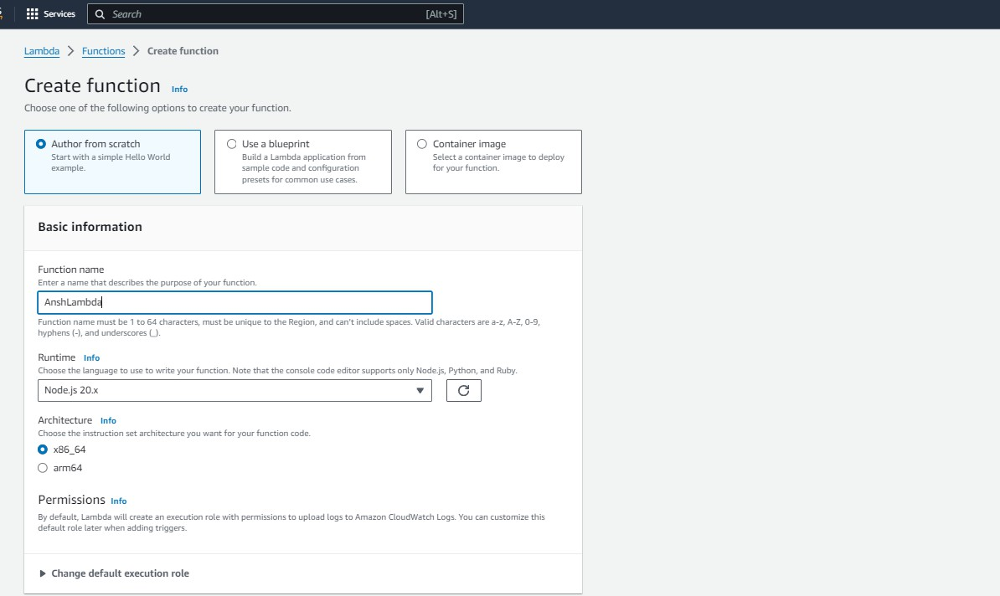 Services Search [Alt+S]
Lambda Functions Create function
Create function Info
Choose one of the following options to create your function.
Author from scratch
Start with a simple Hello World
example.
Use a blueprint
Build a Lambda application from
sample code and configuration
presets for common use cases.
Container image
Select a container image to deploy
for your function.
Basic information
Function name
Enter a name that describes the purpose of your function.
AnshLambda
Function name must be 1 to 64 characters, must be unique to the Region, and can't include spaces. Valid characters are a-z, A-Z, 0-9,
hyphens (-), and underscores (_).
Runtime Info
Choose the language to use to write your function. Note that the console code editor supports only Node.js, Python, and Ruby.
Node.js 20.x
Architecture Info
Choose the instruction set architecture you want for your function code.
x86_64
arm64
Permissions Info
By default, Lambda will create an execution role with permissions to upload logs to Amazon CloudWatch Logs. You can customize this
default role later when adding triggers.
Change default execution role